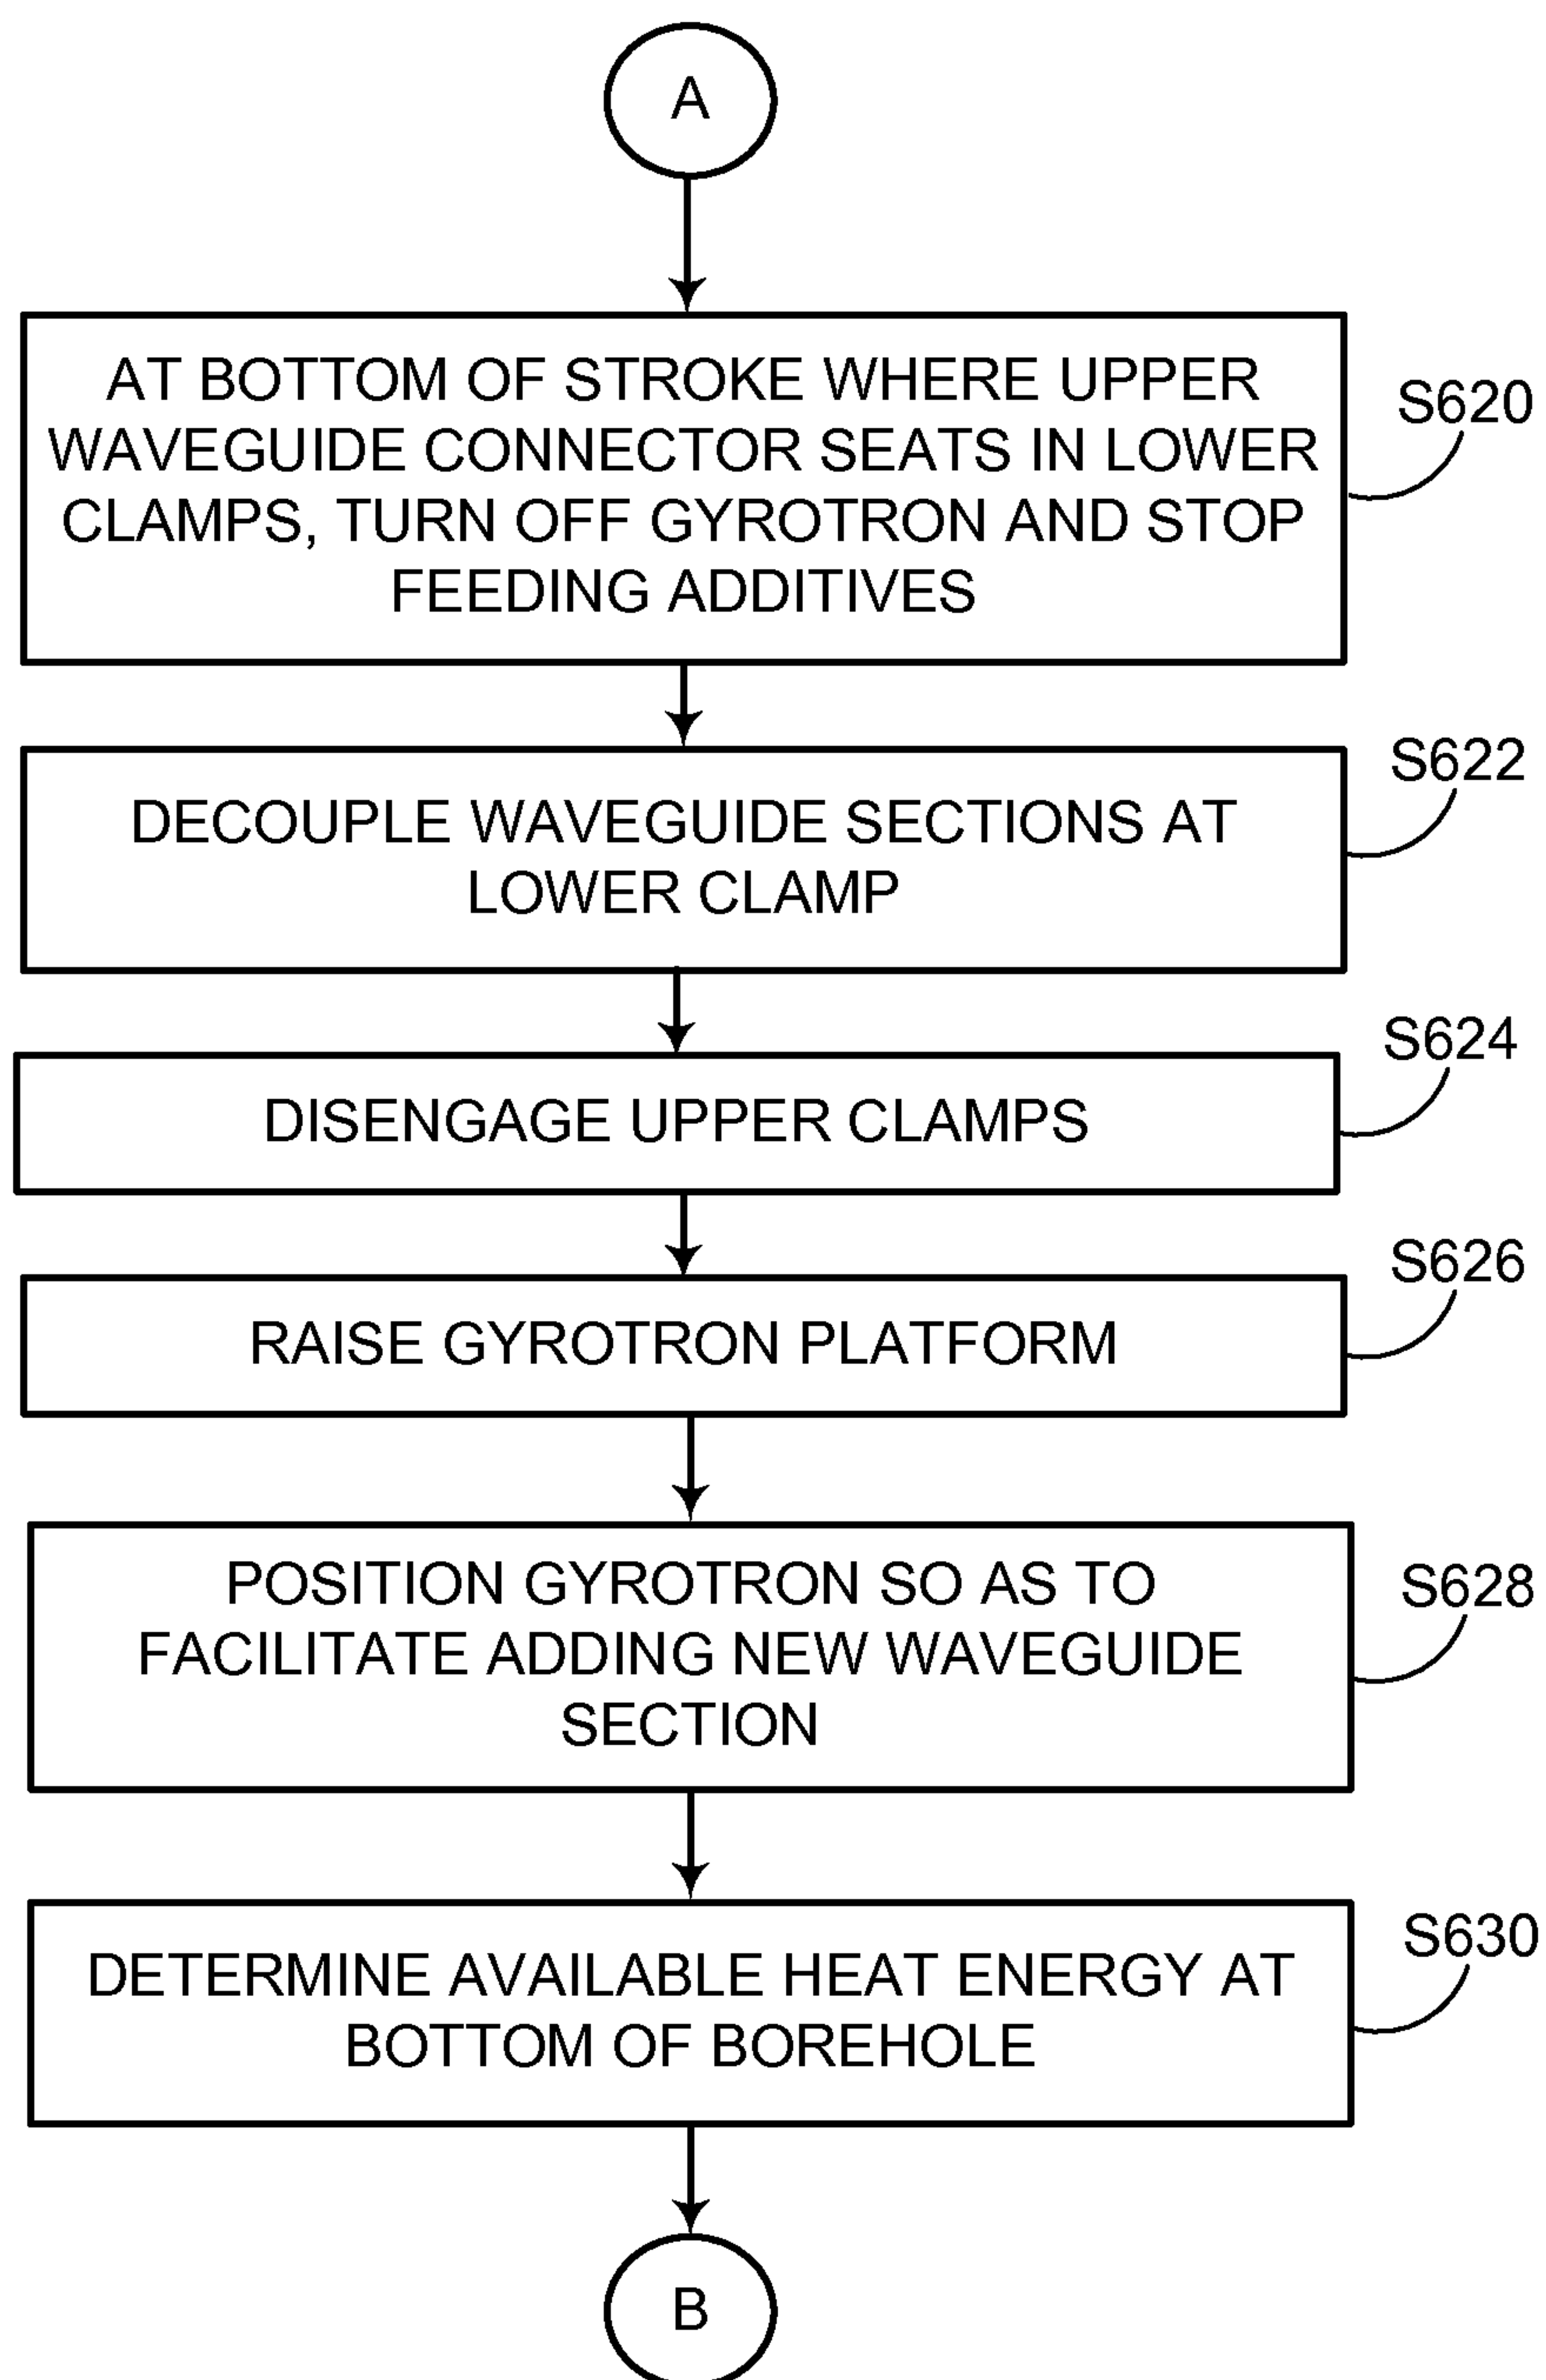 A
AT BOTTOM OF STROKE WHERE UPPER
WAVEGUIDE CONNECTOR SEATS IN LOWER
CLAMPS, TURN OFF GYROTRON AND STOP
FEEDING ADDITIVES
S620
DECOUPLE WAVEGUIDE SECTIONS AT
LOWER CLAMP
S622
DISENGAGE UPPER CLAMPS
S624
RAISE GYROTRON PLATFORM
S626
POSITION GYROTRON SO AS TO
FACILITATE ADDING NEW WAVEGUIDE
SECTION
S628
DETERMINE AVAILABLE HEAT ENERGY AT
BOTTOM OF BOREHOLE
S630
B